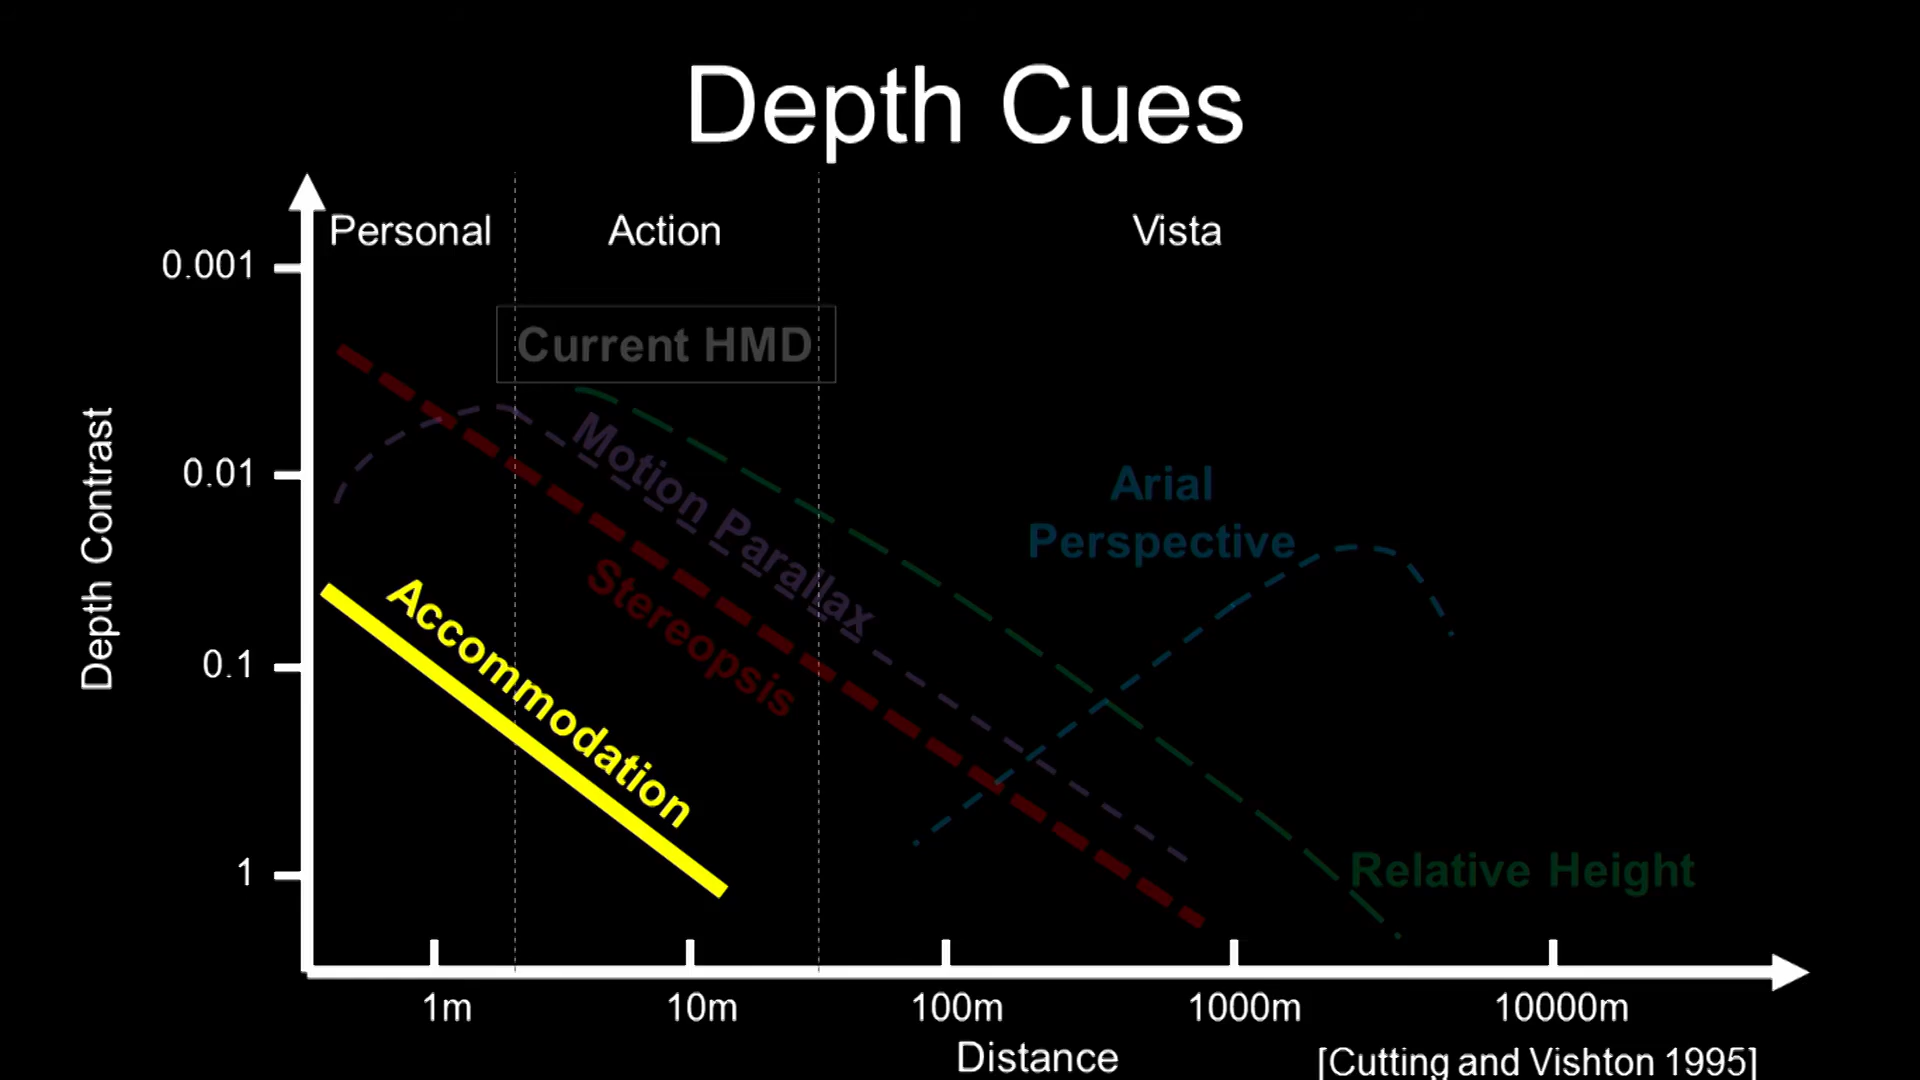 Depth Cues
Personal
Action
Vista
0.001
Current HMD
Motion Parallax
0.01
Arial
Perspective
Depth Contrast
Stereopsis
Accommodation
0.1
1
Relative Height
1m
10m
100m
1000m
10000m
Distance
[Cutting and Vishton 1995]